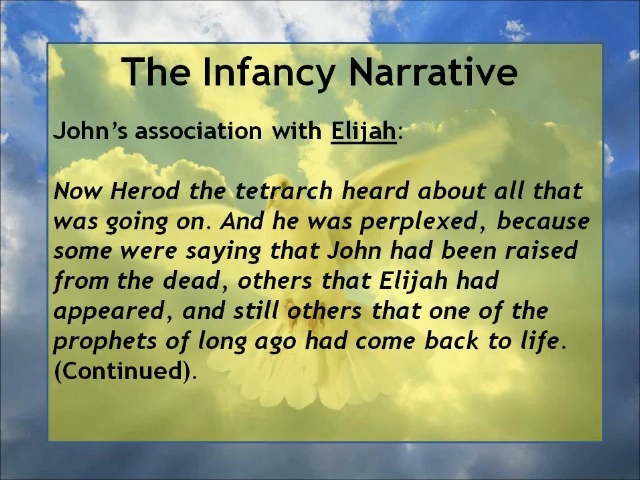 The Infancy Narrative
John’s association with Elijah:
Now Herod the tetrarch heard about all that
was going on. And he was perplexed, because
some were saying that John had been raised
from the dead, others that Elijah had
appeared, and still others that one of the
prophets of long ago had come back to life.
(Continued).